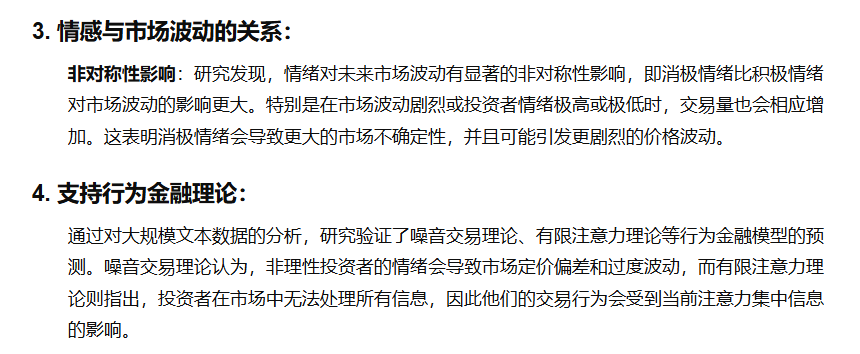 3. 情感与市场波动的关系：
非对称性影响：研究发现，情绪对未来市场波动有显著的非对称性影响，即消极情绪比积极情绪
对市场波动的影响更大。特别是在市场波动剧烈或投资者情绪极高或极低时，交易量也会相应增
加。这表明消极情绪会导致更大的市场不确定性，并且可能引发更剧烈的价格波动。
4. 支持行为金融理论：
通过对大规模文本数据的分析，研究验证了噪音交易理论、有限注意力理论等行为金融模型的预
测。噪音交易理论认为，非理性投资者的情绪会导致市场定价偏差和过度波动，而有限注意力理
论则指出，投资者在市场中无法处理所有信息，因此他们的交易行为会受到当前注意力集中信息
的影响。